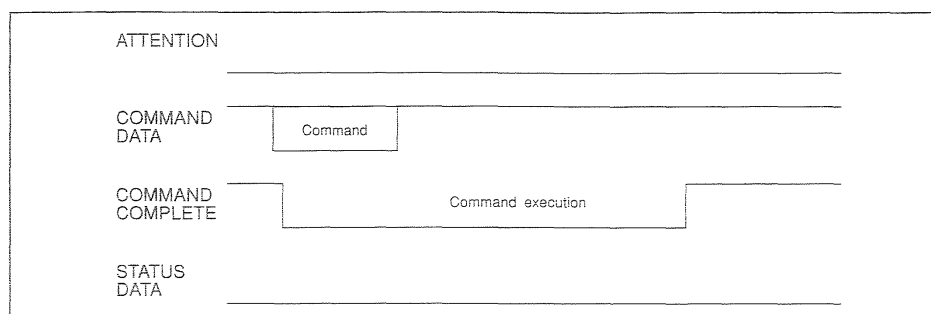 ATTENTION
COMMAND
DATA
Command
COMMAND
COMPLETE
Command execution
STATUS
DATA